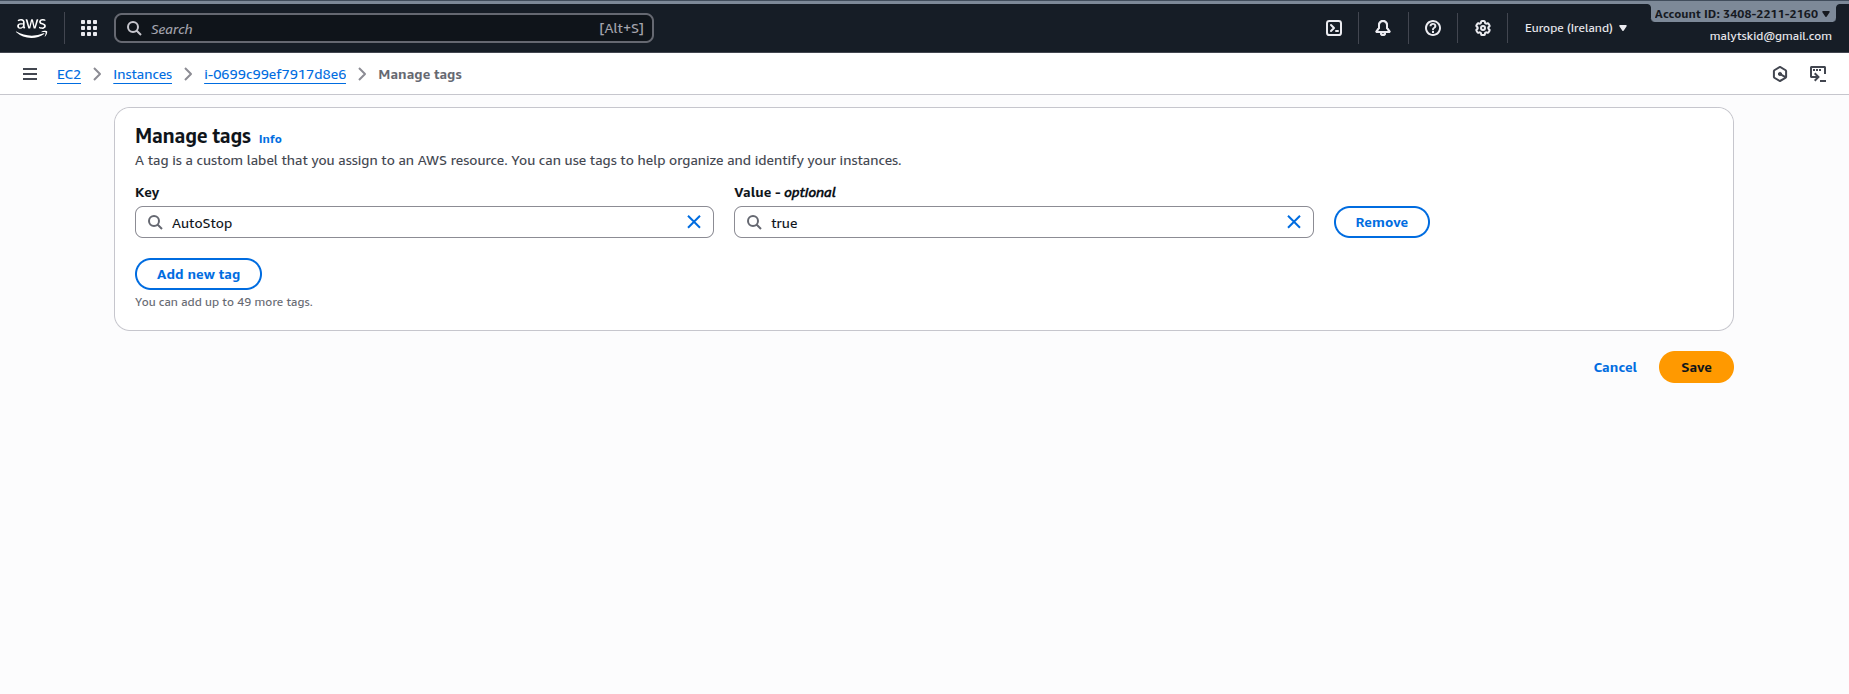 aws
Search [Alt+S]
Europe (Ireland)
Account ID: 3408-2211-2160
malytskid@gmail.com
EC2 Instances i-0699c99ef7917d8e6 Manage tags
Manage tags Info
A tag is a custom label that you assign to an AWS resource. You can use tags to help organize and identify your instances.
Key Value - optional
AutoStop true Remove
Add new tag
You can add up to 49 more tags.
Cancel Save